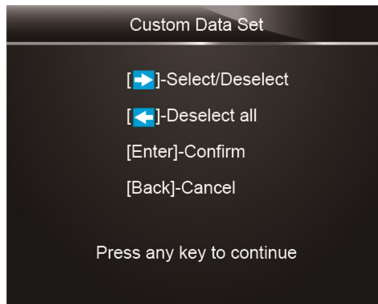 Custom Data Set
[➡]-Select/Deselect
[⬅]-Deselect all
[Enter]-Confirm
[Back]-Cancel
Press any key to continue